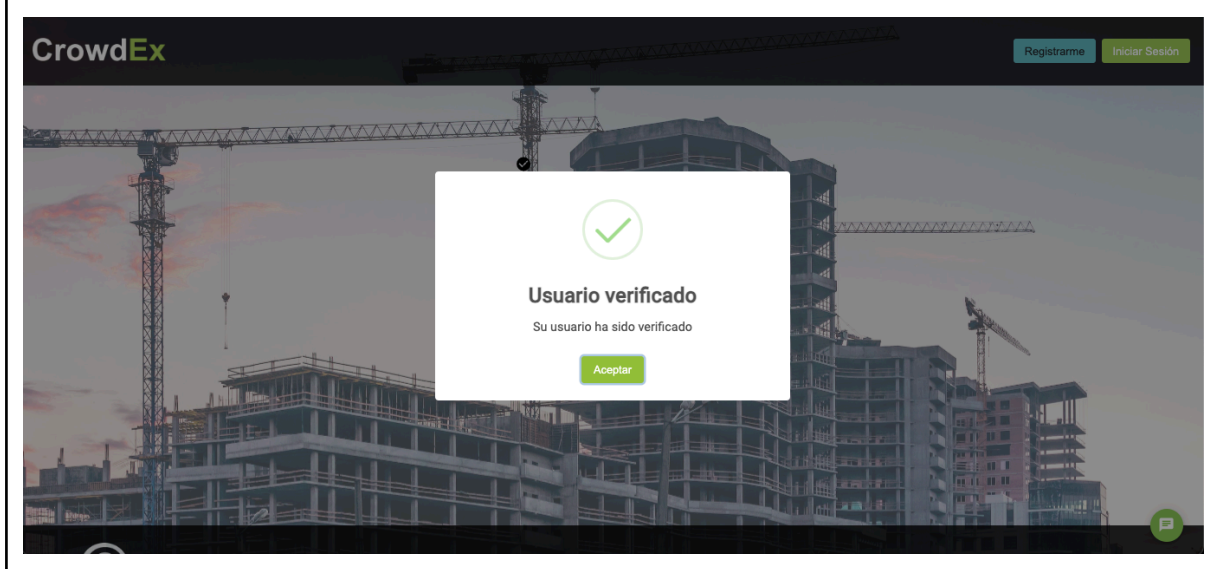 CrowdEx
Registrarme
Iniciar Sesión
Usuario verificado
Su usuario ha sido verificado
Aceptar